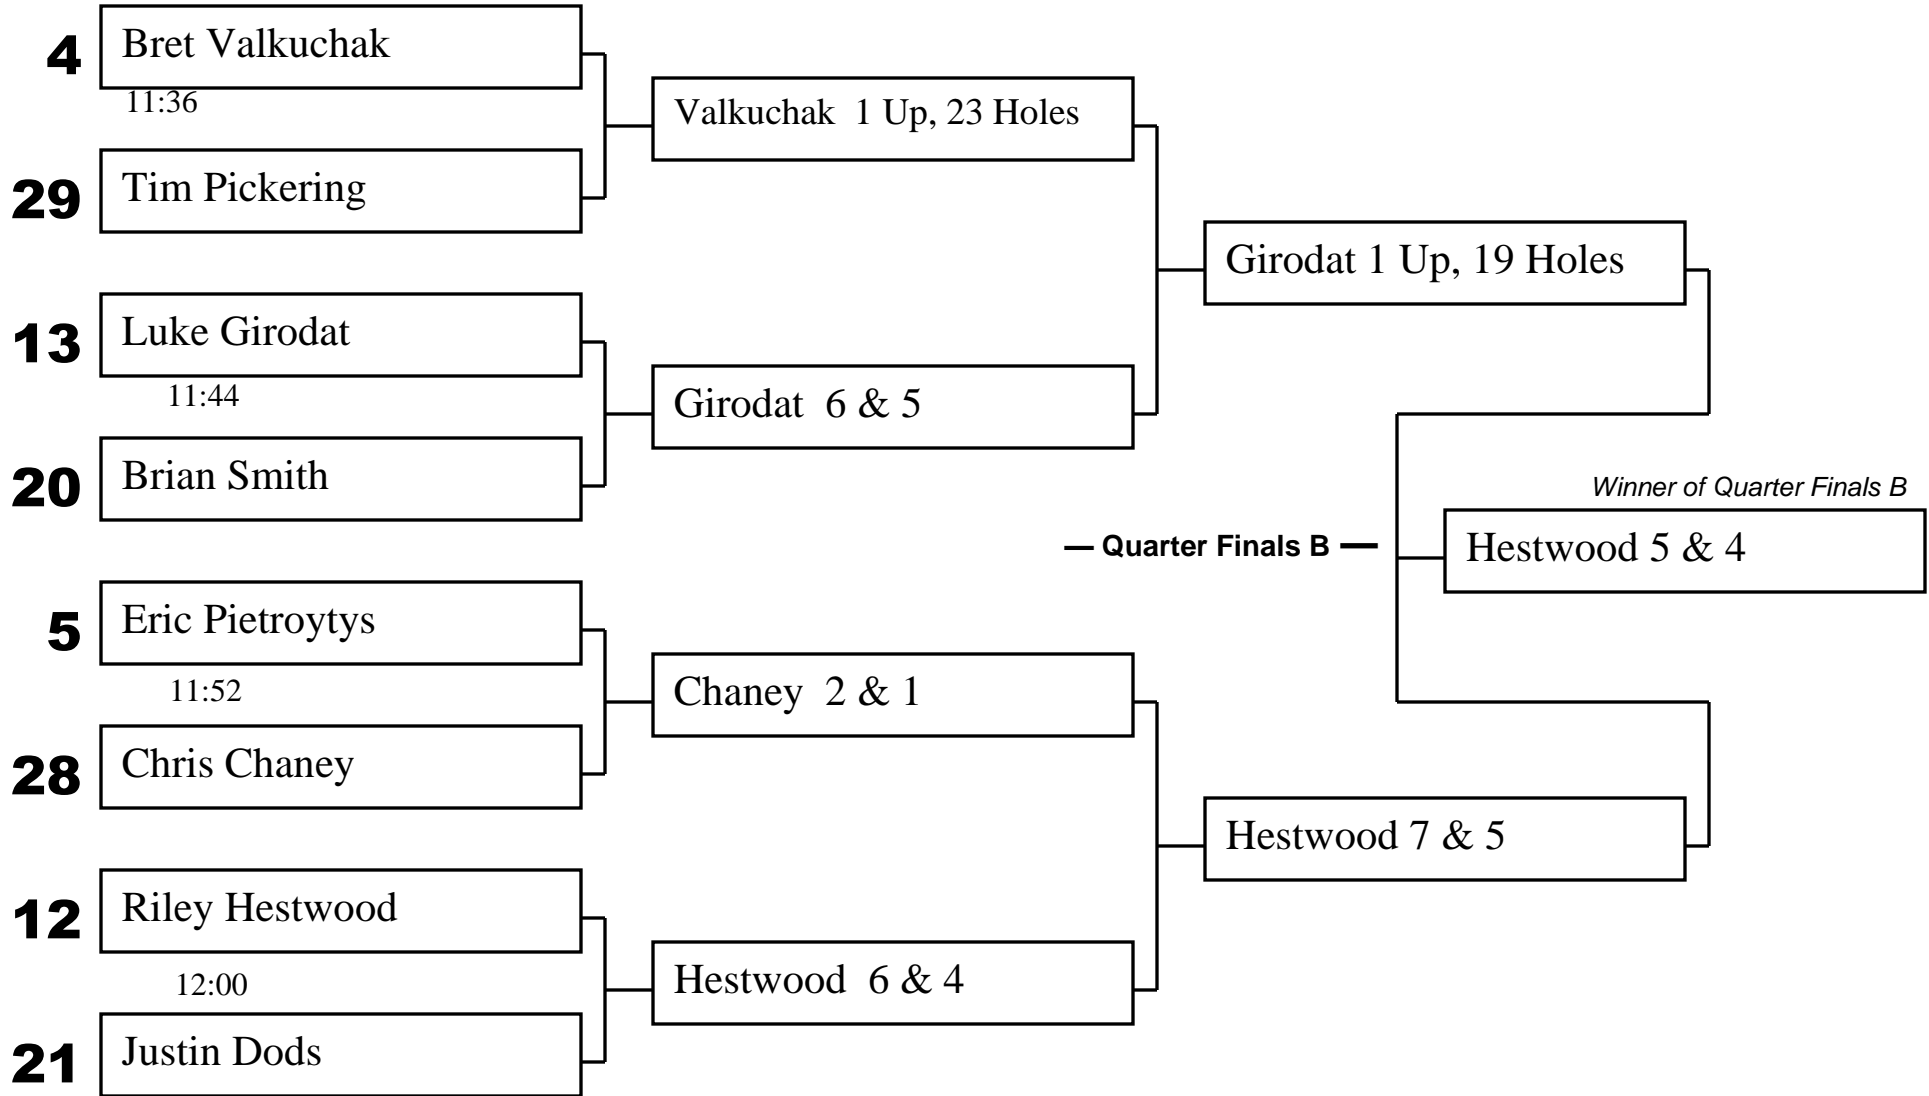 4 Bret Valkuchak
11:36
Valkuchak  1 Up, 23 Holes
29 Tim Pickering
Girodat 1 Up, 19 Holes
13 Luke Girodat
11:44
Girodat  6 & 5
20 Brian Smith
Winner of Quarter Finals B
— Quarter Finals B —
Hestwood 5 & 4
5 Eric Pietroytys
11:52
Chaney  2 & 1
28 Chris Chaney
Hestwood 7 & 5
12 Riley Hestwood
12:00
Hestwood  6 & 4
21 Justin Dods